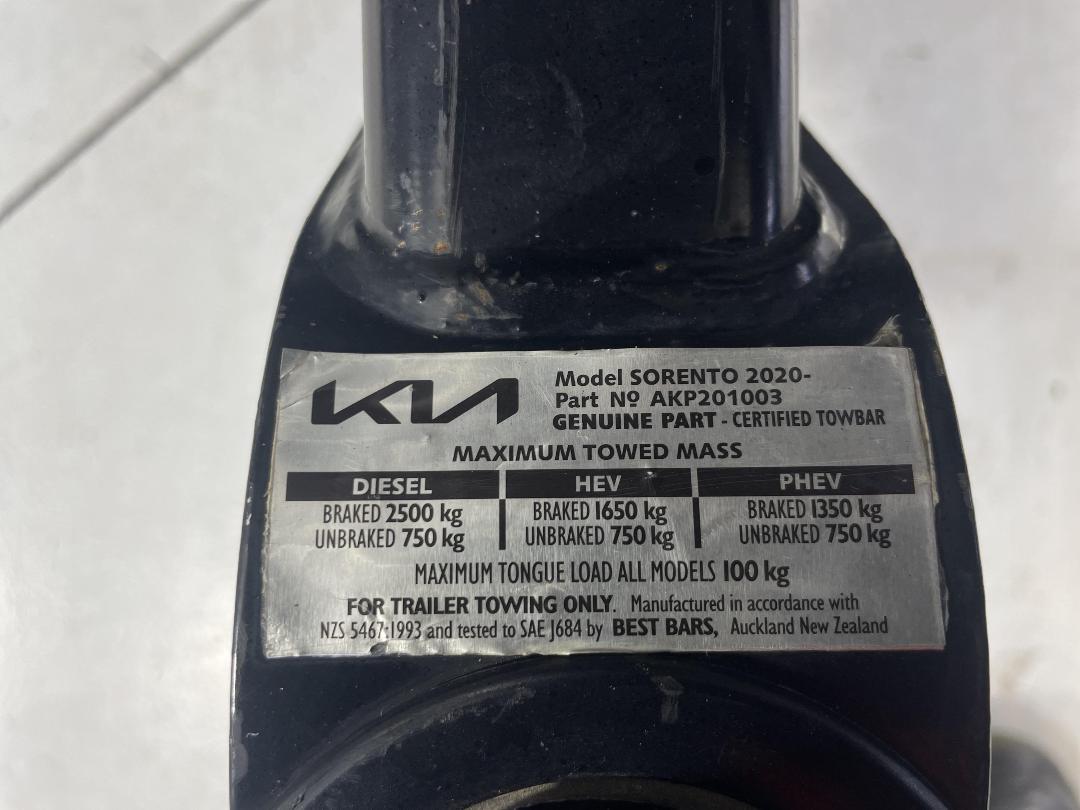 KIA
Model SORENTO 2020-
Part Nº AKP201003
GENUINE PART - CERTIFIED TOWBAR
MAXIMUM TOWED MASS
DIESEL HEV PHEV
BRAKED 2500 kg BRAKED 1650 kg BRAKED 1350 kg
UNBRAKED 750 kg UNBRAKED 750 kg UNBRAKED 750 kg
MAXIMUM TONGUE LOAD ALL MODELS 100 kg
FOR TRAILER TOWING ONLY. Manufactured in accordance with
NZS 5467:1993 and tested to SAE J684 by BEST BARS, Auckland New Zealand